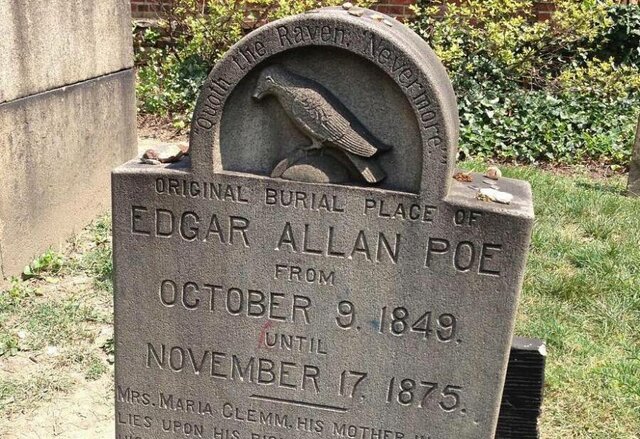 "Quoth the Raven, Nevermore."
ORIGINAL BURIAL PLACE OF
EDGAR ALLAN POE
FROM
OCTOBER 9. 1849.
UNTIL
NOVEMBER 17. 1875.
MRS. MARIA CLEMM, HIS MOTHER
LIES UPON HIS